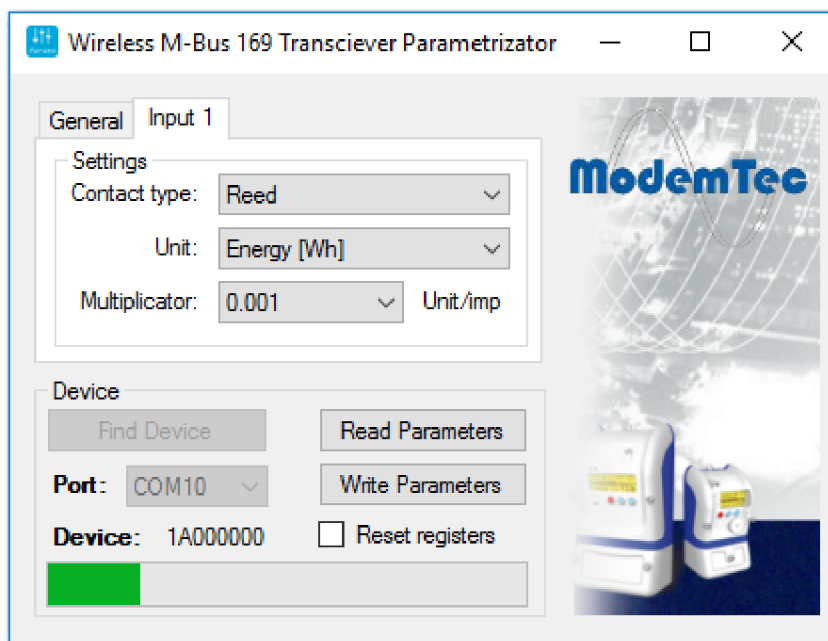 Wireless M-Bus 169 Transciever Parametrizator
General Input 1
Settings
Contact type: Reed
Unit: Energy [Wh]
Multiplicator: 0.001 Unit/imp
ModemTec
Device
Find Device Read Parameters
Port: COM10 Write Parameters
Device: 1A000000 Reset registers